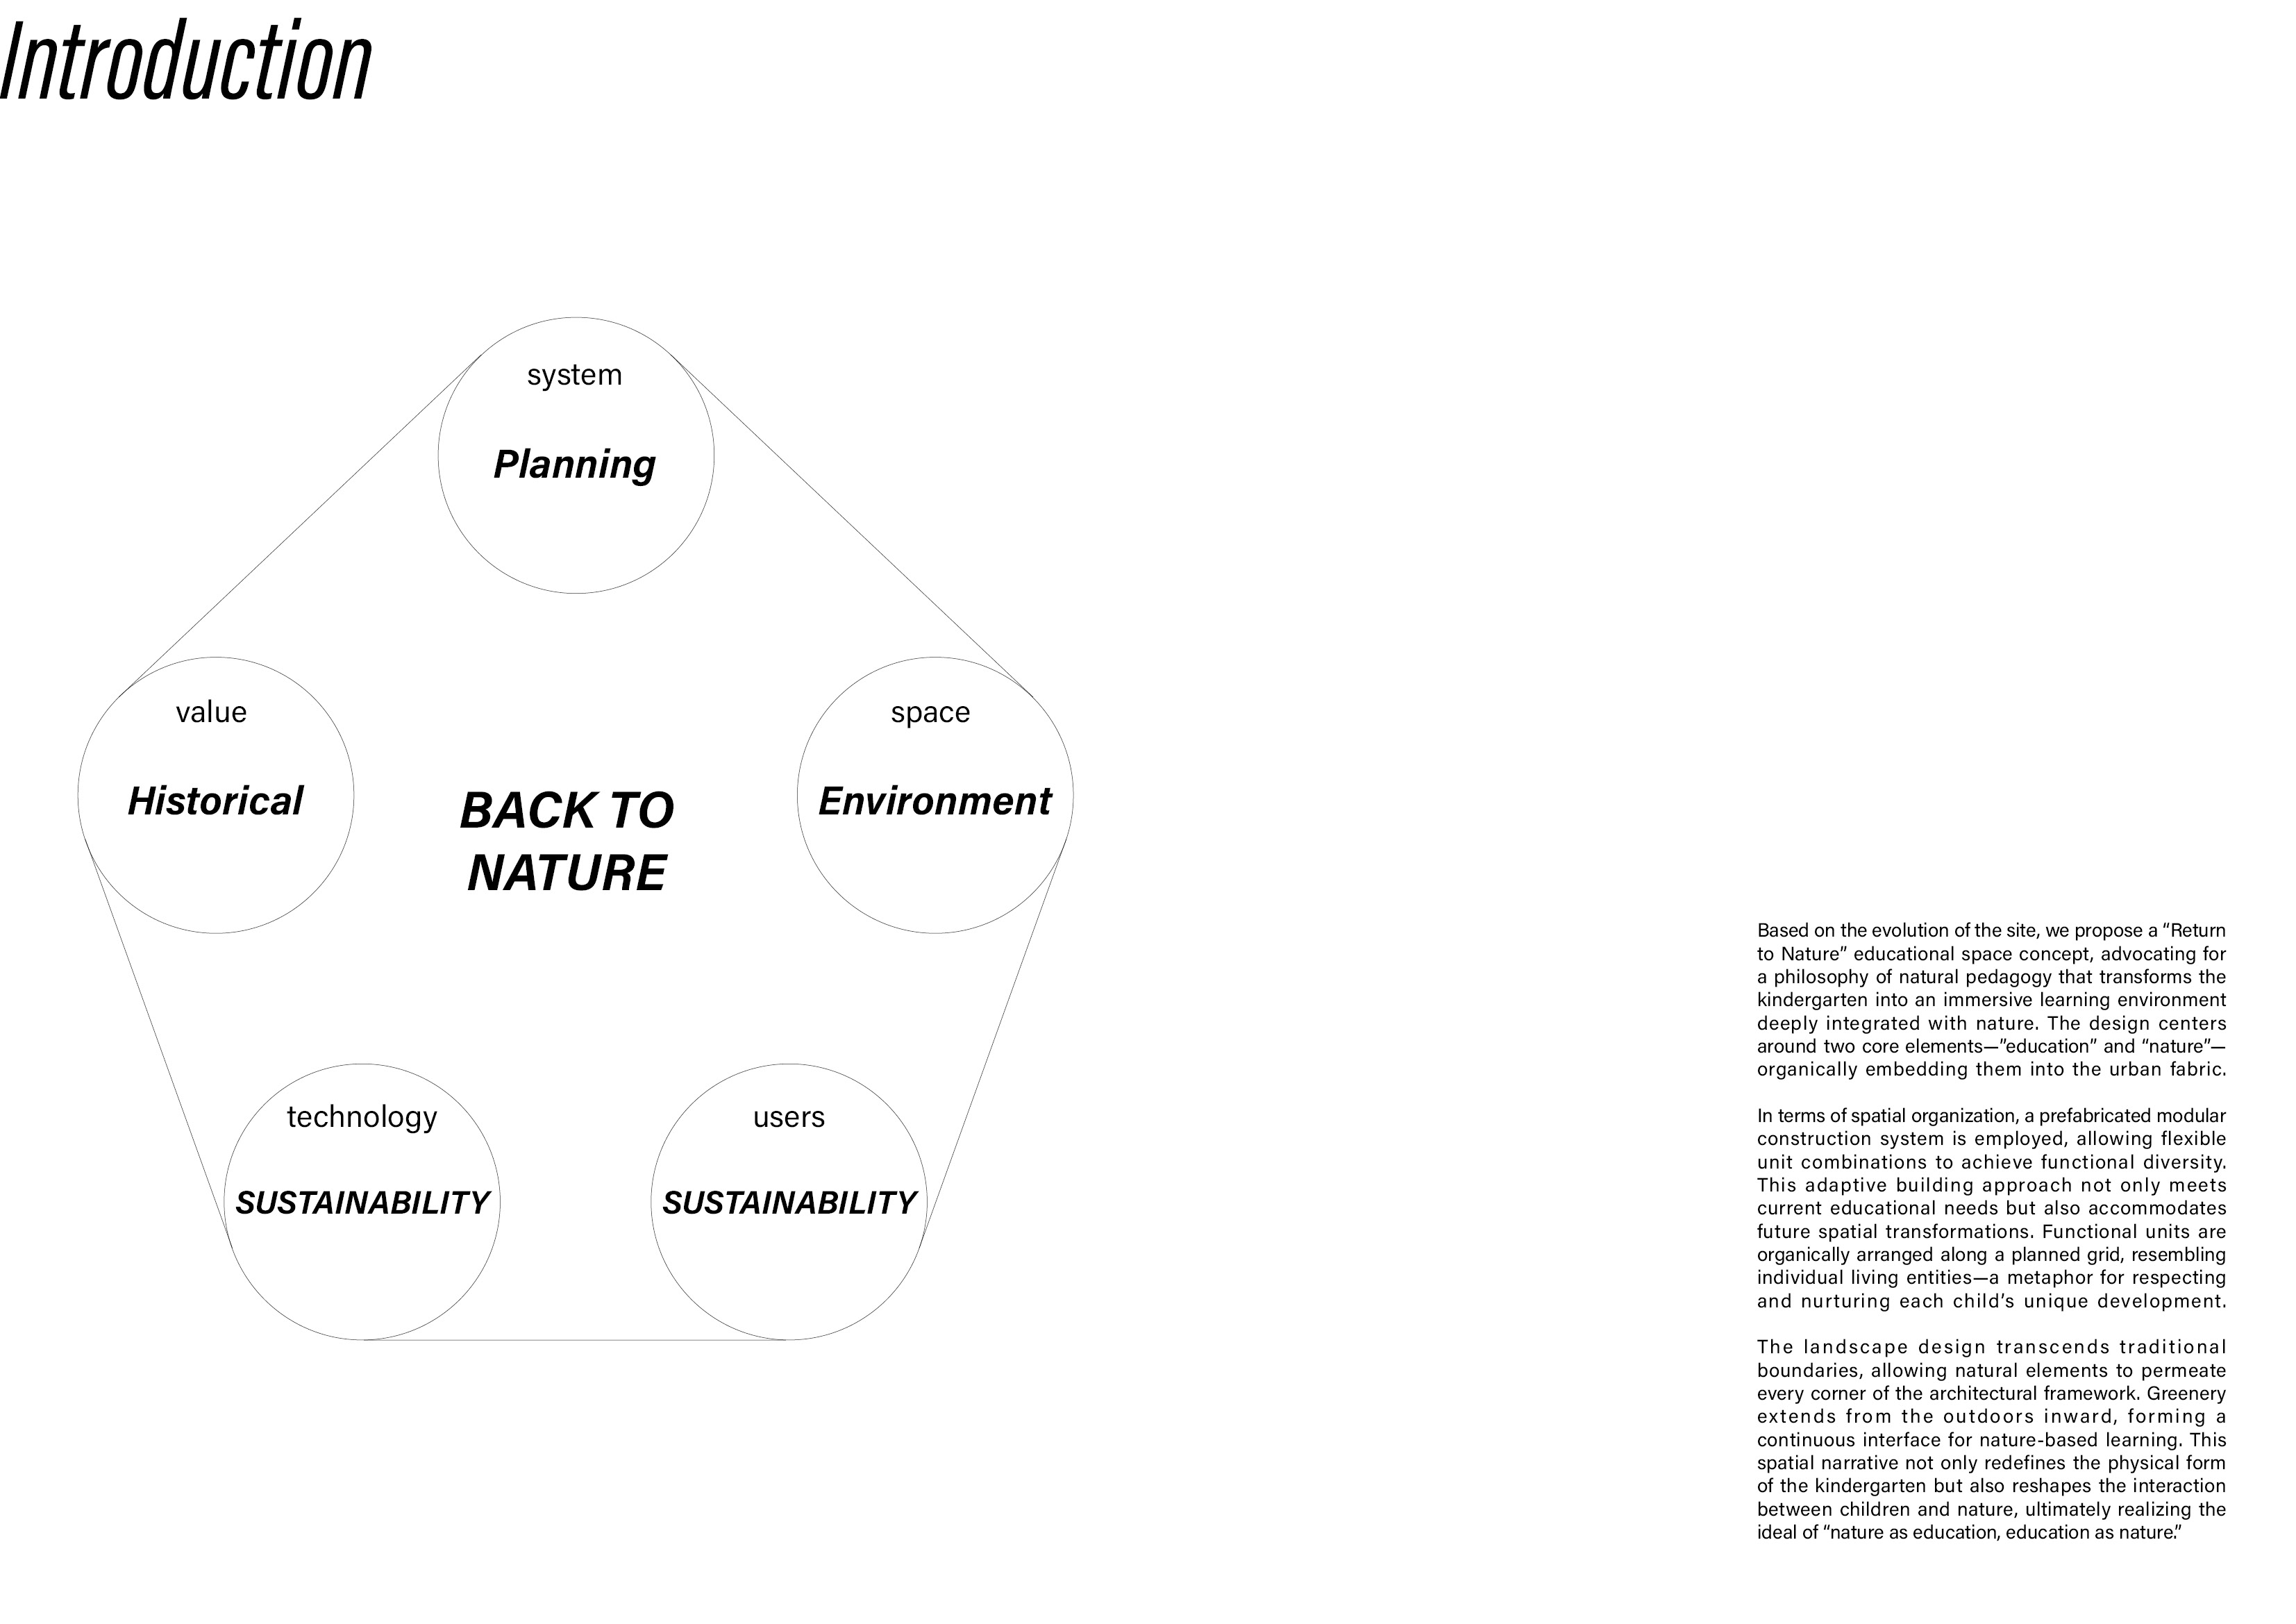 Introduction
system
Planning
value
Historical
space
Environment
BACK TO
NATURE
technology
SUSTAINABILITY
users
SUSTAINABILITY
Based on the evolution of the site, we propose a “Return
to Nature” educational space concept, advocating for
a philosophy of natural pedagogy that transforms the
kindergarten into an immersive learning environment
deeply integrated with nature. The design centers
around two core elements—”education” and “nature”—
organically embedding them into the urban fabric.
In terms of spatial organization, a prefabricated modular
construction system is employed, allowing flexible
unit combinations to achieve functional diversity.
This adaptive building approach not only meets
current educational needs but also accommodates
future spatial transformations. Functional units are
organically arranged along a planned grid, resembling
individual living entities—a metaphor for respecting
and nurturing each child’s unique development.
The landscape design transcends traditional
boundaries, allowing natural elements to permeate
every corner of the architectural framework. Greenery
extends from the outdoors inward, forming a
continuous interface for nature-based learning. This
spatial narrative not only redefines the physical form
of the kindergarten but also reshapes the interaction
between children and nature, ultimately realizing the
ideal of “nature as education, education as nature.”